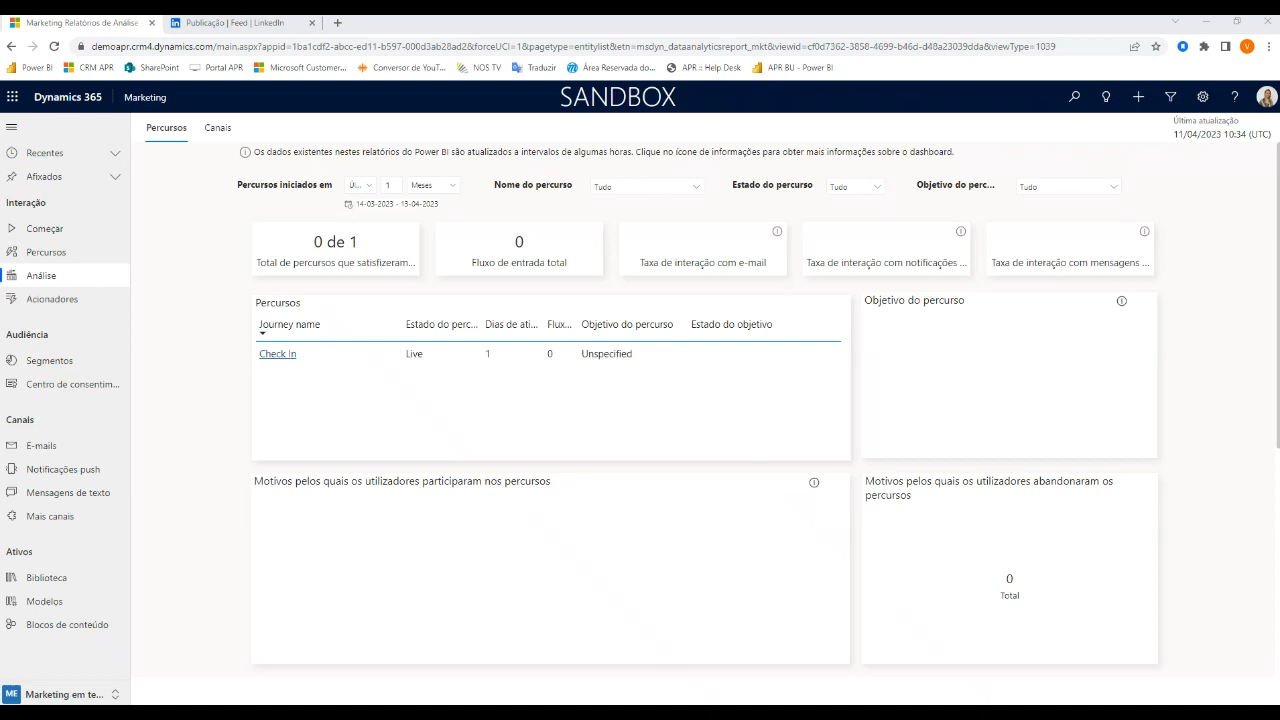 Marketing Relatórios de Análise
Publicação | Feed | LinkedIn
demoapr.crm4.dynamics.com/main.aspx?appid=1ba1cdf2-abcc-ed11-b597-000d3ab28ad2&forceUCI=1&pagetype=entitylist&etn=msdyn_dataanalyticsreport_mkt&viewid=cf0d7362-3858-4699-b46d-d48a23039dda&viewType=1039
Power BI
CRM APR
SharePoint
Portal APR
Microsoft Customer...
Conversor de YouT...
NOS TV
Traduzir
Área Reservada do...
APR :: Help Desk
APR BU - Power BI
V
Dynamics 365
Marketing
SANDBOX
Percursos
Canais
Última atualização
11/04/2023 10:34 (UTC)
Os dados existentes nestes relatórios do Power BI são atualizados a intervalos de algumas horas. Clique no ícone de informações para obter mais informações sobre o dashboard.
Recentes
Afixados
Interação
Começar
Percursos
Análise
Acionadores
Audiência
Segmentos
Centro de consentim...
Canais
E-mails
Notificações push
Mensagens de texto
Mais canais
Ativos
Biblioteca
Modelos
Blocos de conteúdo
ME Marketing em te...
Percursos iniciados em
Úl...
1
Meses
14-03-2023 - 13-04-2023
Nome do percurso
Tudo
Estado do percurso
Tudo
Objetivo do perc...
Tudo
0 de 1
Total de percursos que satisfizeram...
0
Fluxo de entrada total
Taxa de interação com e-mail
Taxa de interação com notificações ...
Taxa de interação com mensagens ...
Percursos
Journey name
Estado do perc...
Dias de ati...
Flux...
Objetivo do percurso
Estado do objetivo
Check In
Live
1
0
Unspecified
Objetivo do percurso
Motivos pelos quais os utilizadores participaram nos percursos
Motivos pelos quais os utilizadores abandonaram os
percursos
0
Total